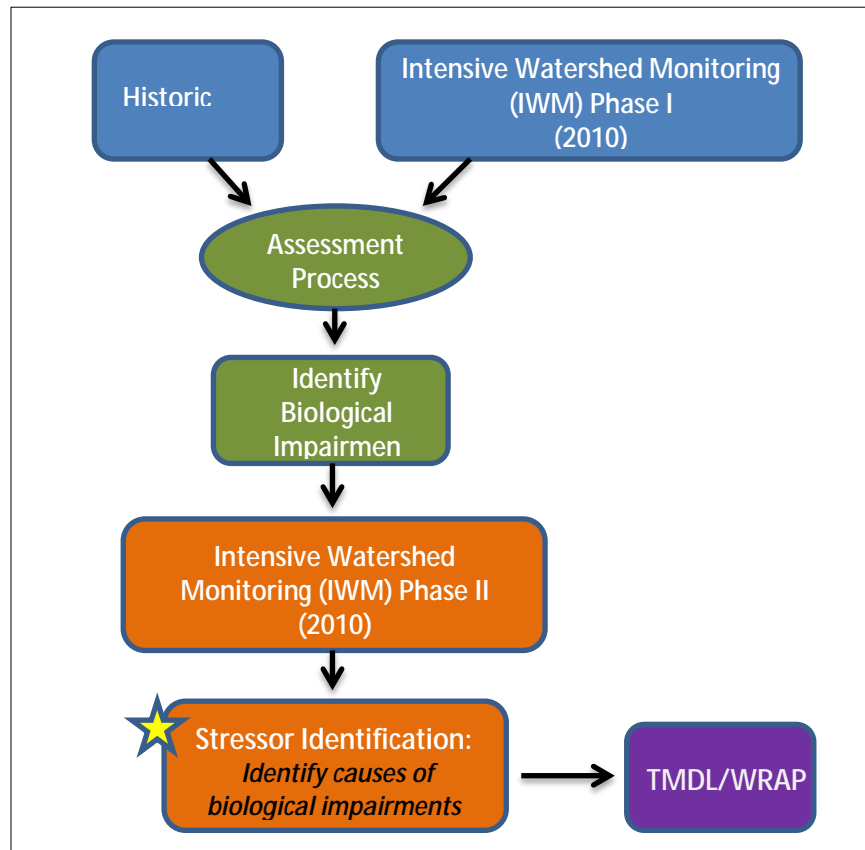 Historic
Intensive Watershed Monitoring
(IWM) Phase I
(2010)
Assessment
Process
Identify
Biological
Impairmen
Intensive Watershed
Monitoring (IWM) Phase II
(2010)
Stressor Identification:
Identify causes of
biological impairments
TMDL/WRAP